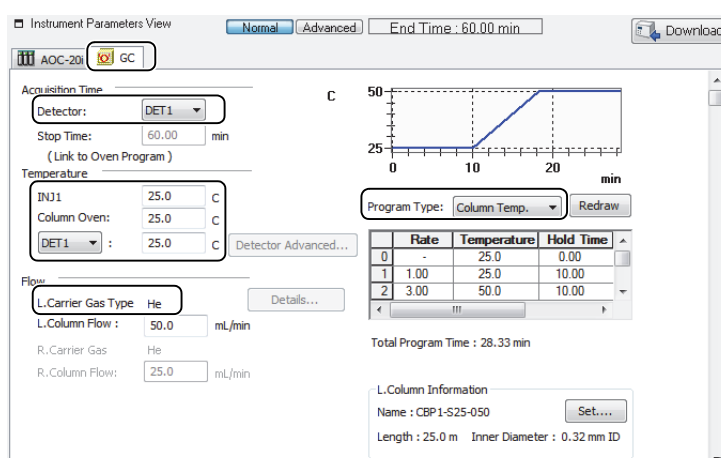 Instrument Parameters View
Normal Advanced End Time : 60.00 min Download
AOC-20i GC
Acquisition Time
Detector: DET1
Stop Time: 60.00 min
(Link to Oven Program)
Temperature
INJ1 25.0 C
Column Oven: 25.0 C
DET1 : 25.0 C Detector Advanced...
Flow
L.Carrier Gas Type He Details...
L.Column Flow : 50.0 mL/min
R.Carrier Gas He
R.Column Flow: 25.0 mL/min
C
50
25
0 10 20
min
Program Type: Column Temp. Redraw
Rate Temperature Hold Time
0 - 25.0 0.00
1 1.00 25.0 10.00
2 3.00 50.0 10.00
Total Program Time : 28.33 min
L.Column Information
Name : CBP1-S25-050 Set....
Length : 25.0 m Inner Diameter : 0.32 mm ID